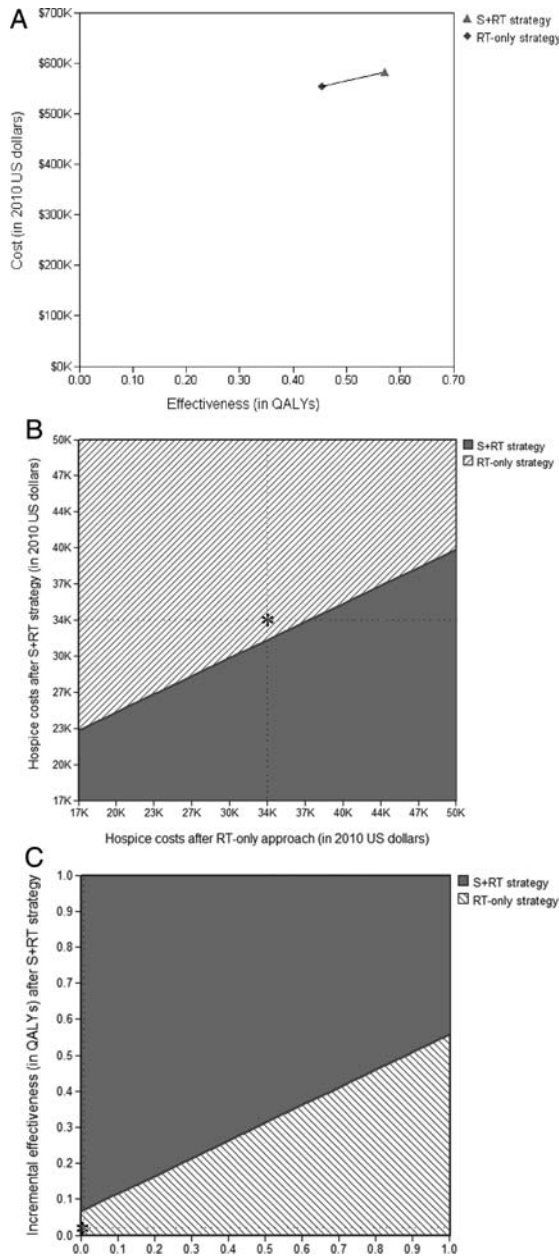 A
$700K
$600K
$500K
$400K
$300K
$200K
$100K
$0K
0.00 0.10 0.20 0.30 0.40 0.50 0.60 0.70
Cost (in 2010 US dollars)
Effectiveness (in QALYs)
S+RT strategy
RT-only strategy
B
50K
47K
44K
40K
37K
34K
30K
27K
23K
20K
17K
17K 20K 23K 27K 30K 34K 37K 40K 44K 47K 50K
Hospice costs after S+RT strategy (in 2010 US dollars)
Hospice costs after RT-only approach (in 2010 US dollars)
*
S+RT strategy
RT-only strategy
C
1.0
0.9
0.8
0.7
0.6
0.5
0.4
0.3
0.2
0.1
0.0
0.0 0.1 0.2 0.3 0.4 0.5 0.6 0.7 0.8 0.9 1.0
Incremental effectiveness (in QALYs) after S+RT strategy
*
S+RT strategy
RT-only strategy